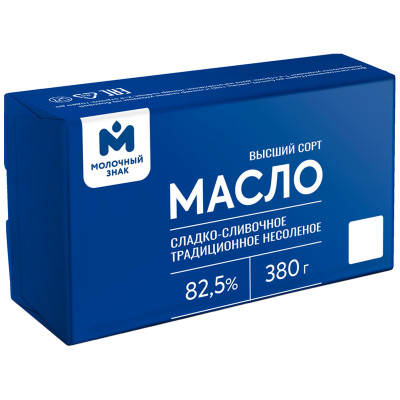 МОЛОЧНЫЙ
ЗНАК
ВЫСШИЙ СОРТ
МАСЛО
СЛАДКО-СЛИВОЧНОЕ
ТРАДИЦИОННОЕ НЕСОЛЕНОЕ
82,5%
380 г